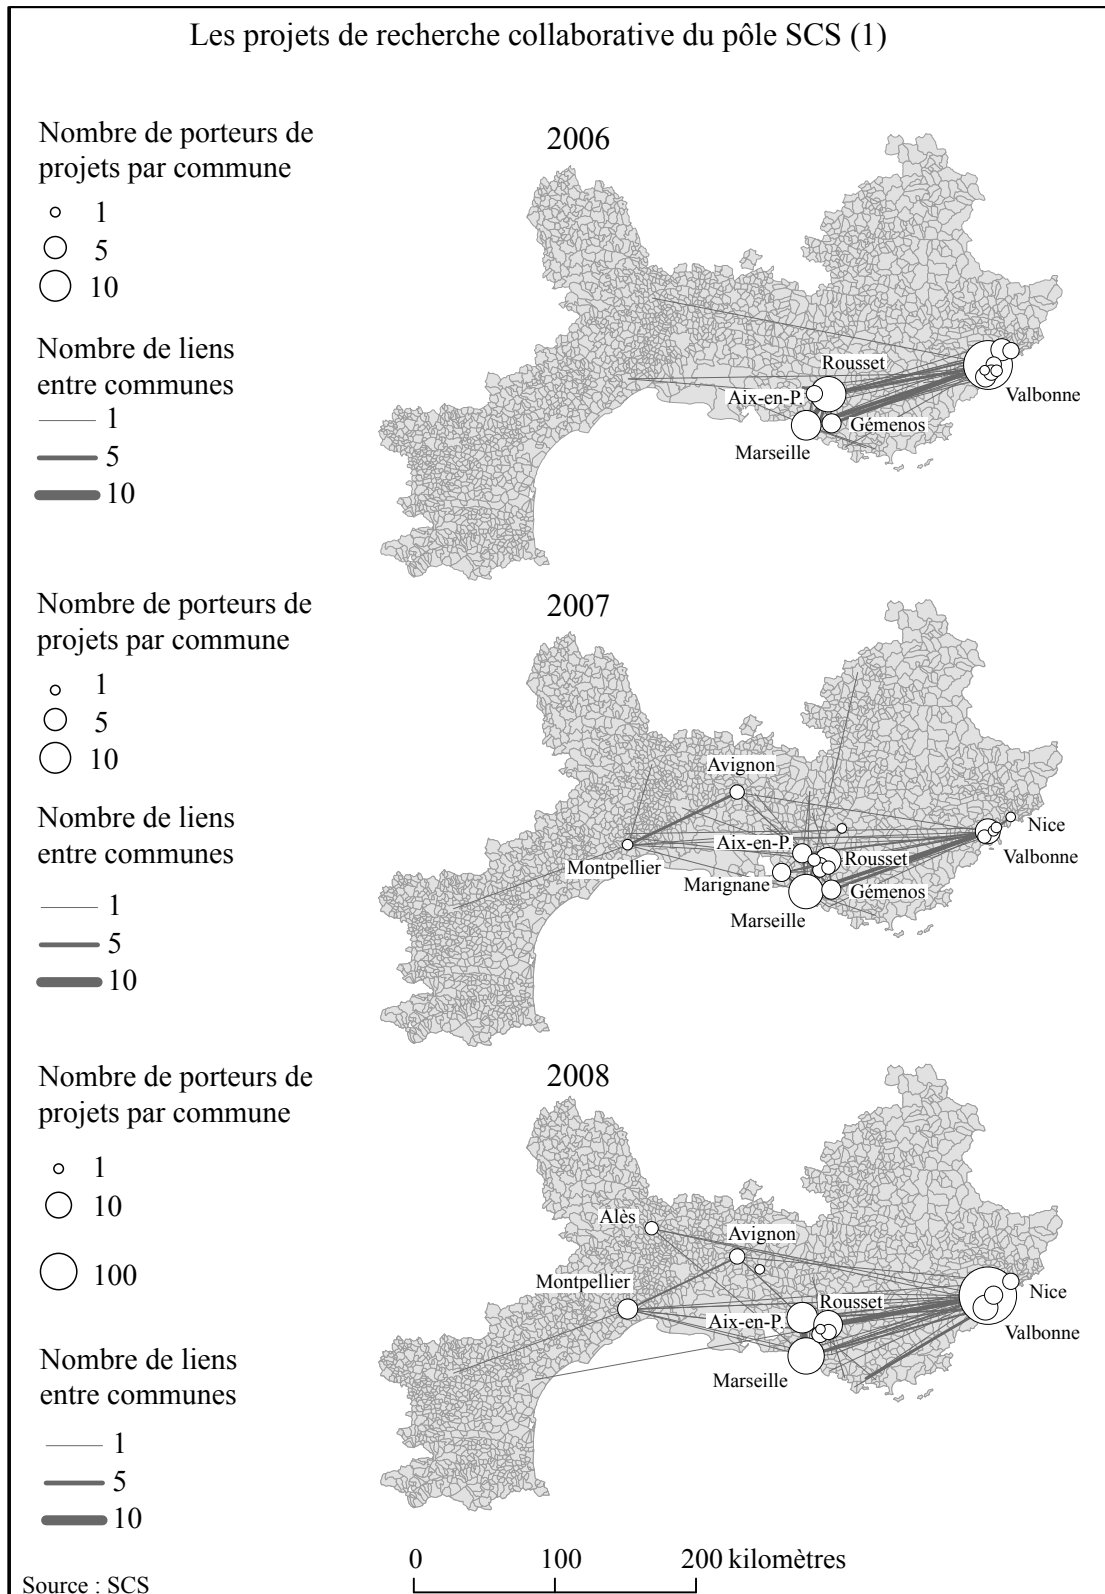 Les projets de recherche collaborative du pôle SCS (1)
Nombre de porteurs de
projets par commune
1
5
10
Nombre de liens
entre communes
1
5
10
2006
Rousset
Aix-en-P.
Valbonne
Gémenos
Marseille
Nombre de porteurs de
projets par commune
1
5
10
Nombre de liens
entre communes
1
5
10
2007
Avignon
Nice
Aix-en-P.
Valbonne
Rousset
Montpellier
Marignane
Gémenos
Marseille
Nombre de porteurs de
projets par commune
1
10
100
Nombre de liens
entre communes
1
5
10
2008
Alès
Avignon
Montpellier
Nice
Rousset
Aix-en-P.
Valbonne
Marseille
0 100 200 kilomètres
Source : SCS